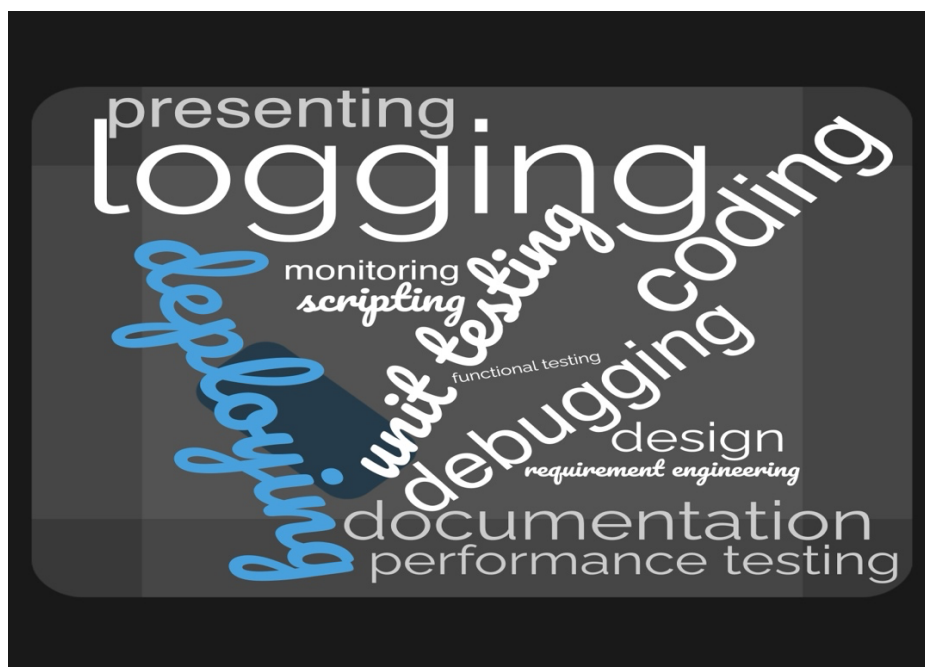 presenting
logging
coding
deploying
monitoring
scripting
unit testing
functional testing
debugging
design
requirement engineering
documentation
performance testing